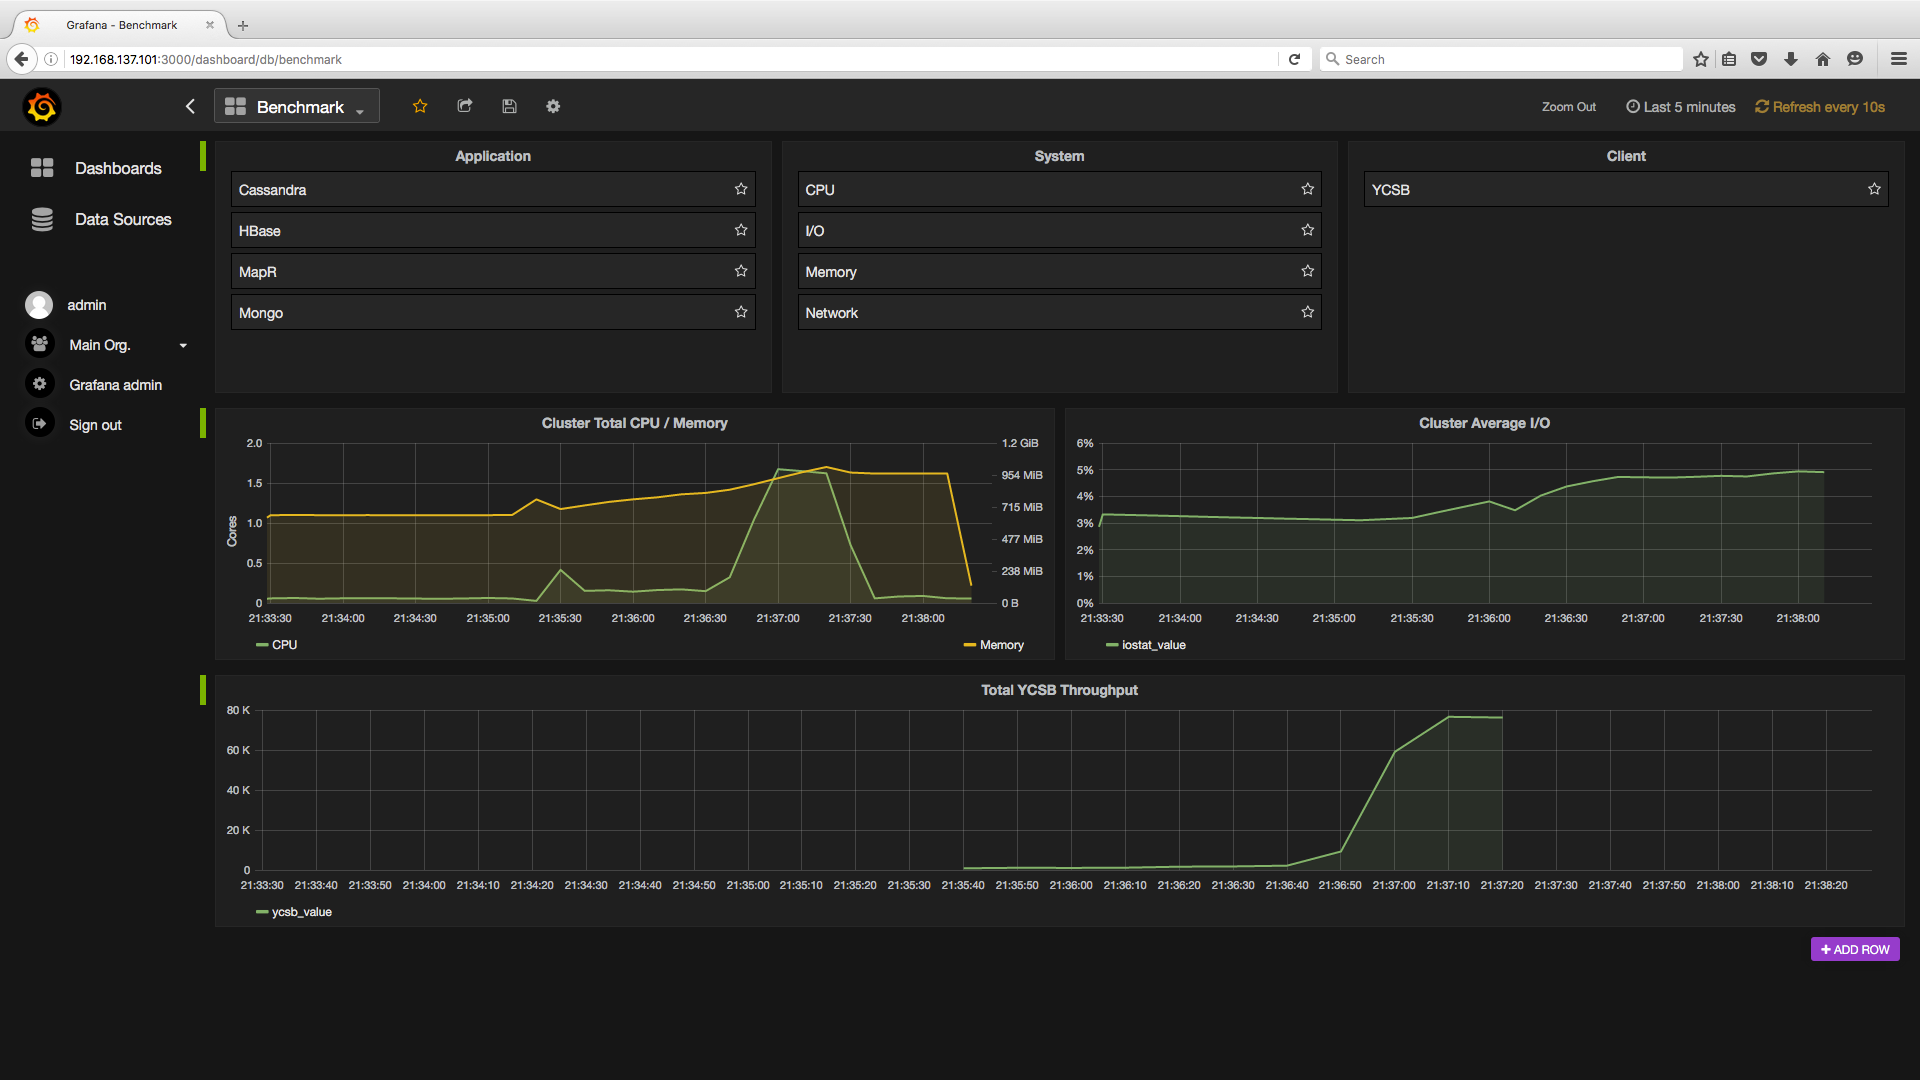 Grafana - Benchmark
192.168.137.101:3000/dashboard/db/benchmark
Search
Benchmark
Zoom Out
Last 5 minutes
Refresh every 10s
Dashboards
Data Sources
admin
Main Org.
Grafana admin
Sign out
Application
Cassandra
HBase
MapR
Mongo
System
CPU
I/O
Memory
Network
Client
YCSB
Cluster Total CPU / Memory
2.0
1.5
1.0
0.5
0
Cores
1.2 GiB
954 MiB
715 MiB
477 MiB
238 MiB
0 B
21:33:30 21:34:00 21:34:30 21:35:00 21:35:30 21:36:00 21:36:30 21:37:00 21:37:30 21:38:00
CPU
Memory
Cluster Average I/O
6%
5%
4%
3%
2%
1%
0%
21:33:30 21:34:00 21:34:30 21:35:00 21:35:30 21:36:00 21:36:30 21:37:00 21:37:30 21:38:00
iostat_value
Total YCSB Throughput
80 K
60 K
40 K
20 K
0
21:33:30 21:33:40 21:33:50 21:34:00 21:34:10 21:34:20 21:34:30 21:34:40 21:34:50 21:35:00 21:35:10 21:35:20 21:35:30 21:35:40 21:35:50 21:36:00 21:36:10 21:36:20 21:36:30 21:36:40 21:36:50 21:37:00 21:37:10 21:37:20 21:37:30 21:37:40 21:37:50 21:38:00 21:38:10 21:38:20
ycsb_value
+ ADD ROW